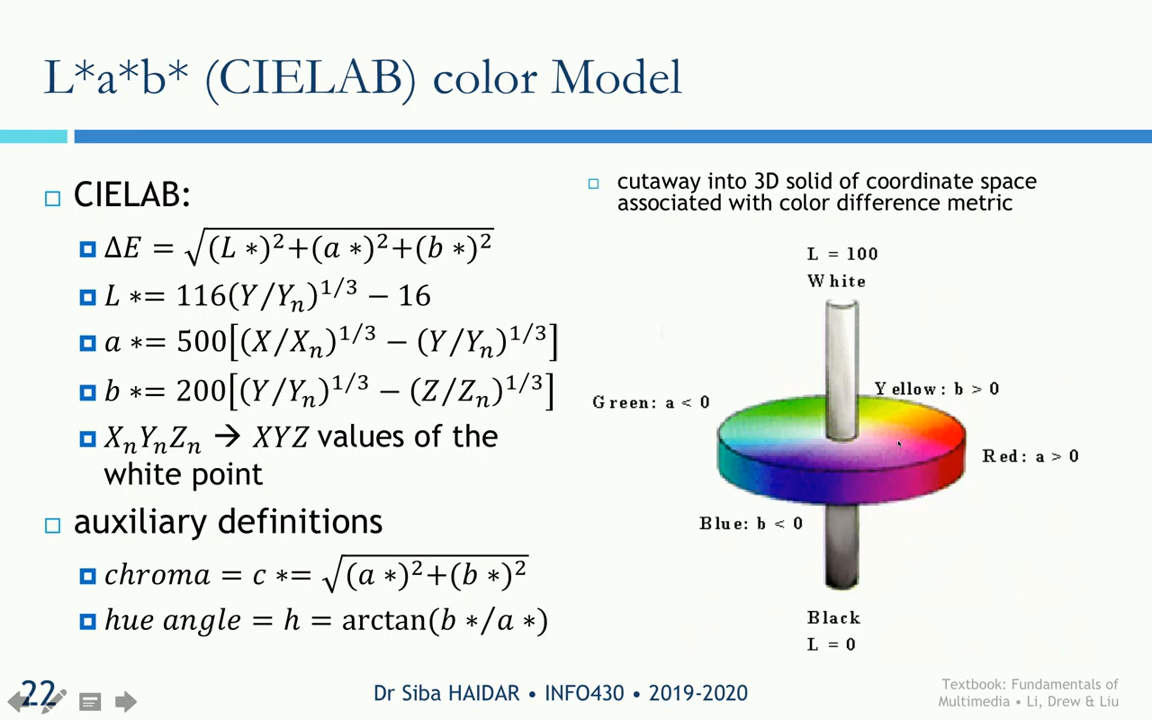 L*a*b* (CIELAB) color Model
CIELAB:
ΔE = √(L ∗)²+(a ∗)²+(b ∗)²
L ∗= 116(Y/Yₙ)^1/3 − 16
a ∗= 500[(X/Xₙ)^1/3 − (Y/Yₙ)^1/3]
b ∗= 200[(Y/Yₙ)^1/3 − (Z/Zₙ)^1/3]
XₙYₙZₙ → XYZ values of the
white point
auxiliary definitions
chroma = c ∗= √(a ∗)²+(b ∗)²
hue angle = h = arctan(b ∗/a ∗)
cutaway into 3D solid of coordinate space
associated with color difference metric
L = 100
White
Yellow: b > 0
Green: a < 0
Red: a > 0
Blue: b < 0
Black
L = 0
22
Dr Siba HAIDAR • INFO430 • 2019-2020
Textbook: Fundamentals of
Multimedia • Li, Drew & Liu